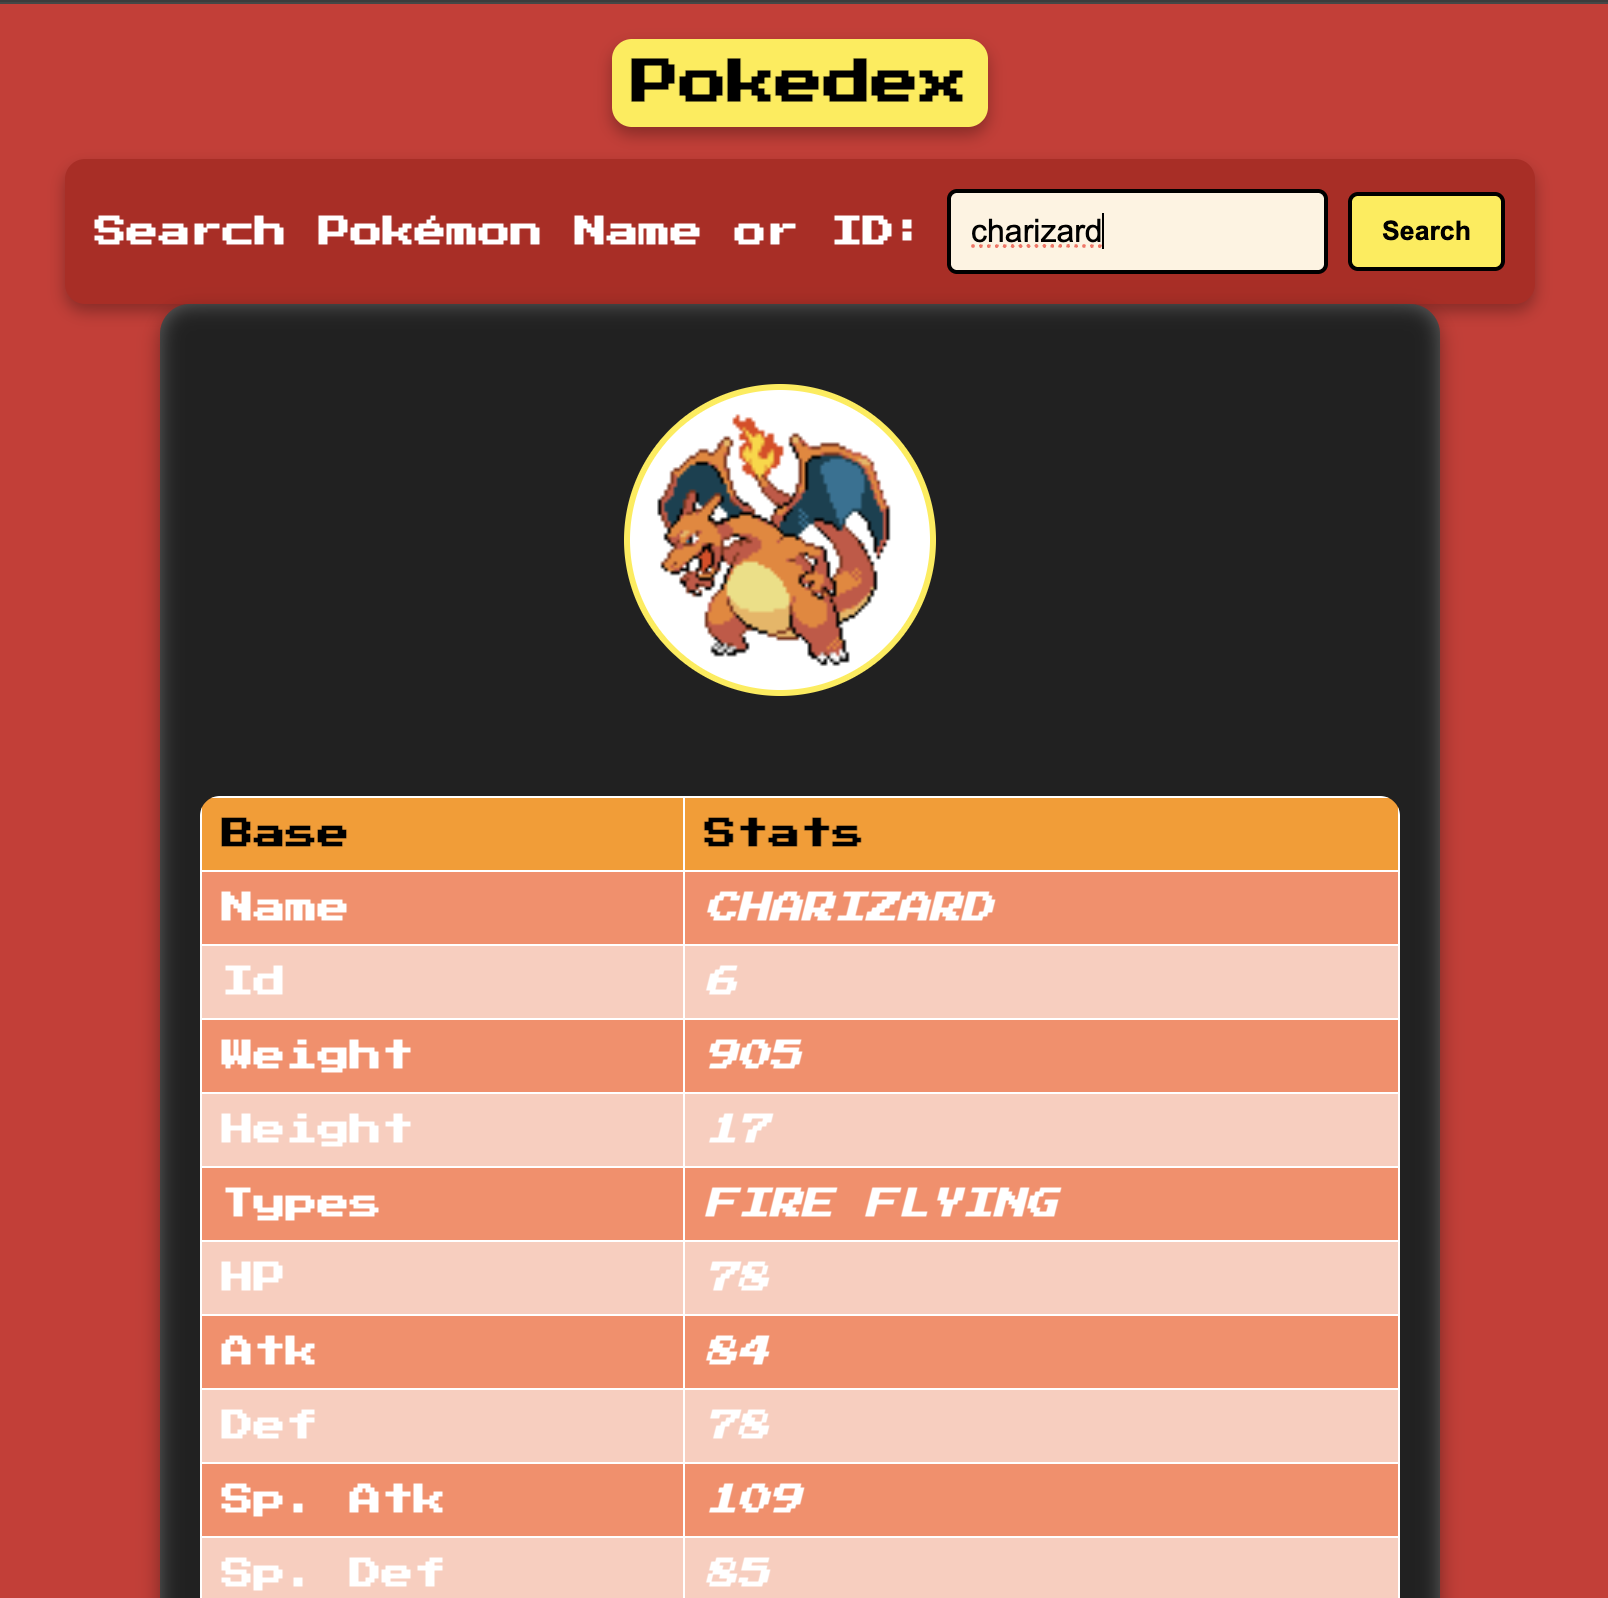 Pokedex
Search Pokémon Name or ID: charizard Search
Base Stats
Name CHARIZARD
Id 6
Weight 905
Height 17
Types FIRE FLYING
HP 78
Atk 84
Def 78
Sp. Atk 109
Sp. Def 85